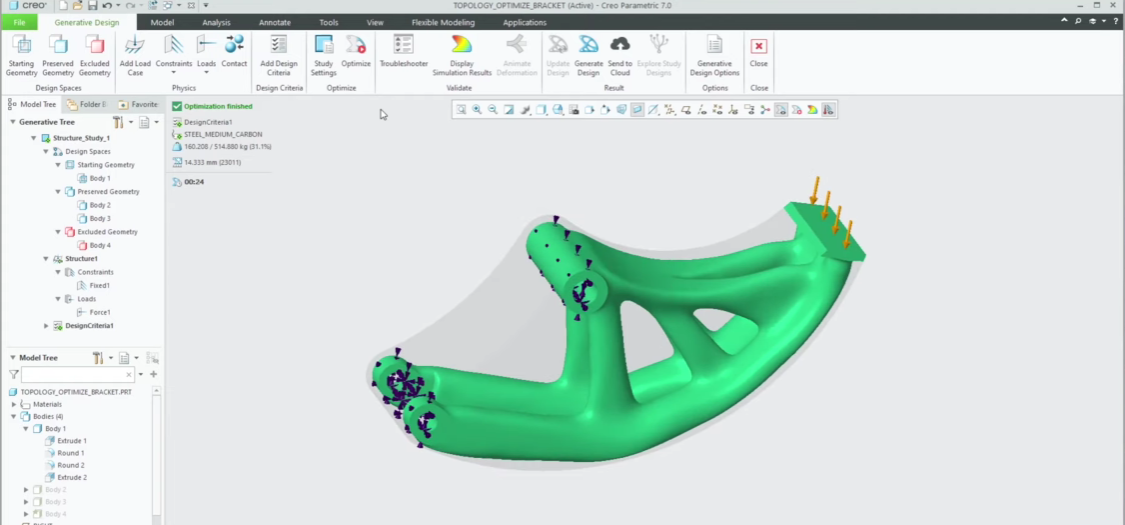 creo
TOPOLOGY_OPTIMIZE_BRACKET (Active) - Creo Parametric 7.0
File Generative Design Model Analysis Annotate Tools View Flexible Modeling Applications
Starting Geometry
Preserved Geometry
Excluded Geometry
Add Load Case
Constraints
Loads
Contact
Add Design Criteria
Study Settings
Optimize
Troubleshooter
Display Simulation Results
Animate Deformation
Update Design
Generate Design
Send to Cloud
Explore Study Designs
Generative Design Options
Close
Design Spaces Physics Design Criteria Optimize Validate Result Options Close
Model Tree Folder B Favorite
Generative Tree
Structure_Study_1
Design Spaces
Starting Geometry
Body 1
Preserved Geometry
Body 2
Body 3
Excluded Geometry
Body 4
Structure1
Constraints
Fixed1
Loads
Force1
DesignCriteria1
Model Tree
TOPOLOGY_OPTIMIZE_BRACKET.PRT
Materials
Bodies (4)
Body 1
Extrude 1
Round 1
Round 2
Extrude 2
Body 2
Body 3
Body 4
Optimization finished
DesignCriteria1
STEEL_MEDIUM_CARBON
160.208 / 514.880 kg (31.1%)
14.333 mm (23011)
00:24